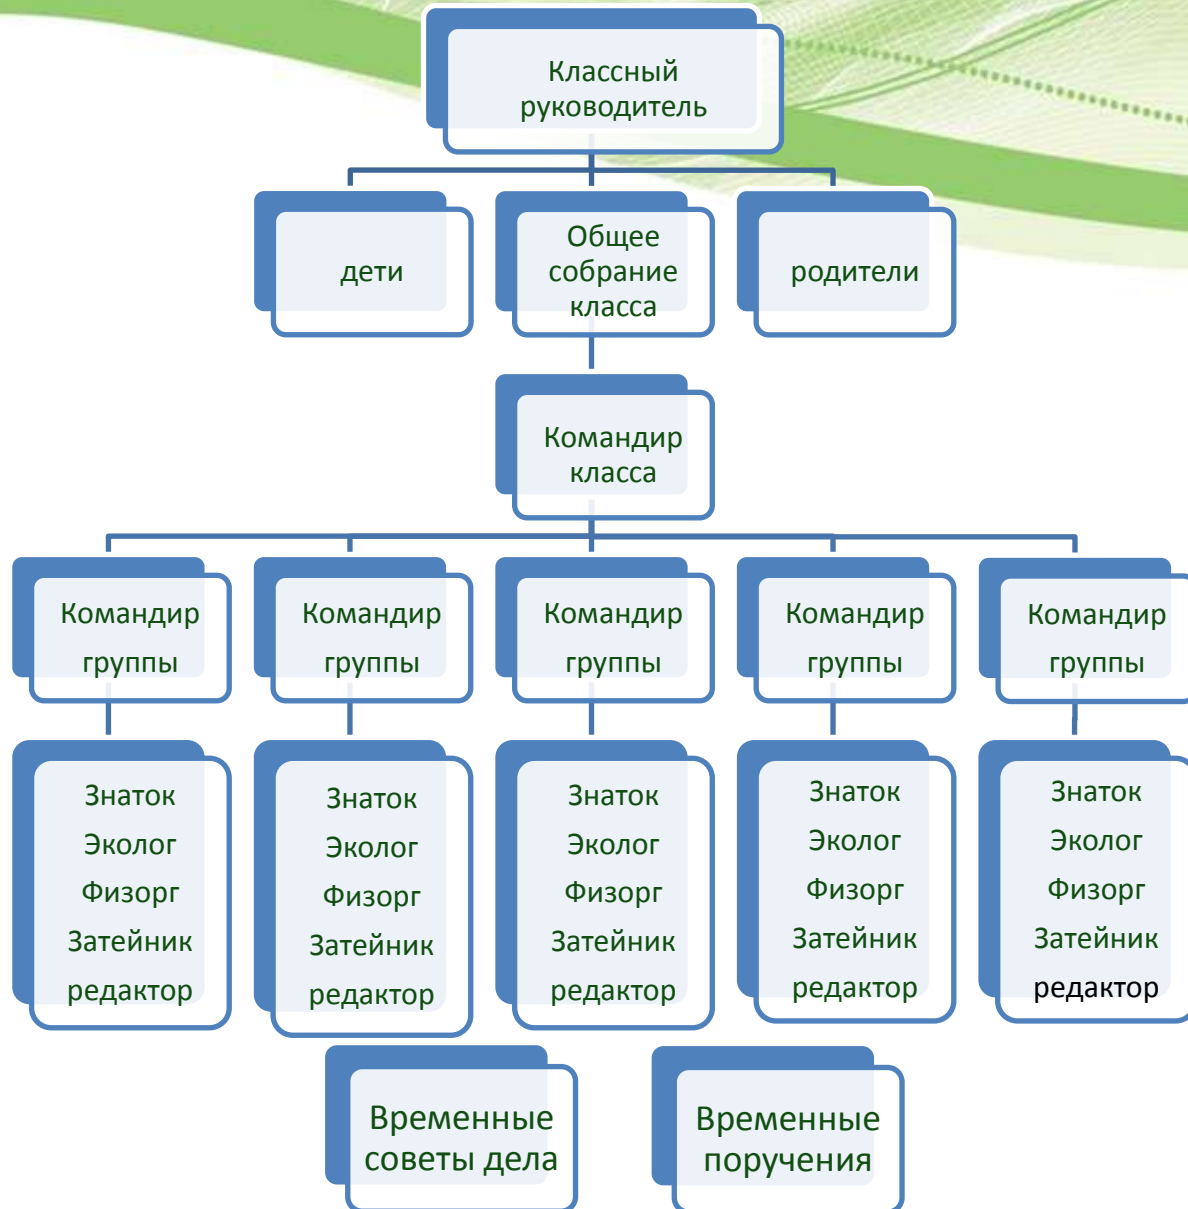 Классный
руководитель
дети
Общее
собрание
класса
родители
Командир
класса
Командир
группы
Командир
группы
Командир
группы
Командир
группы
Командир
группы
Знаток
Эколог
Физорг
Затейник
редактор
Знаток
Эколог
Физорг
Затейник
редактор
Знаток
Эколог
Физорг
Затейник
редактор
Знаток
Эколог
Физорг
Затейник
редактор
Знаток
Эколог
Физорг
Затейник
редактор
Временные
советы дела
Временные
поручения